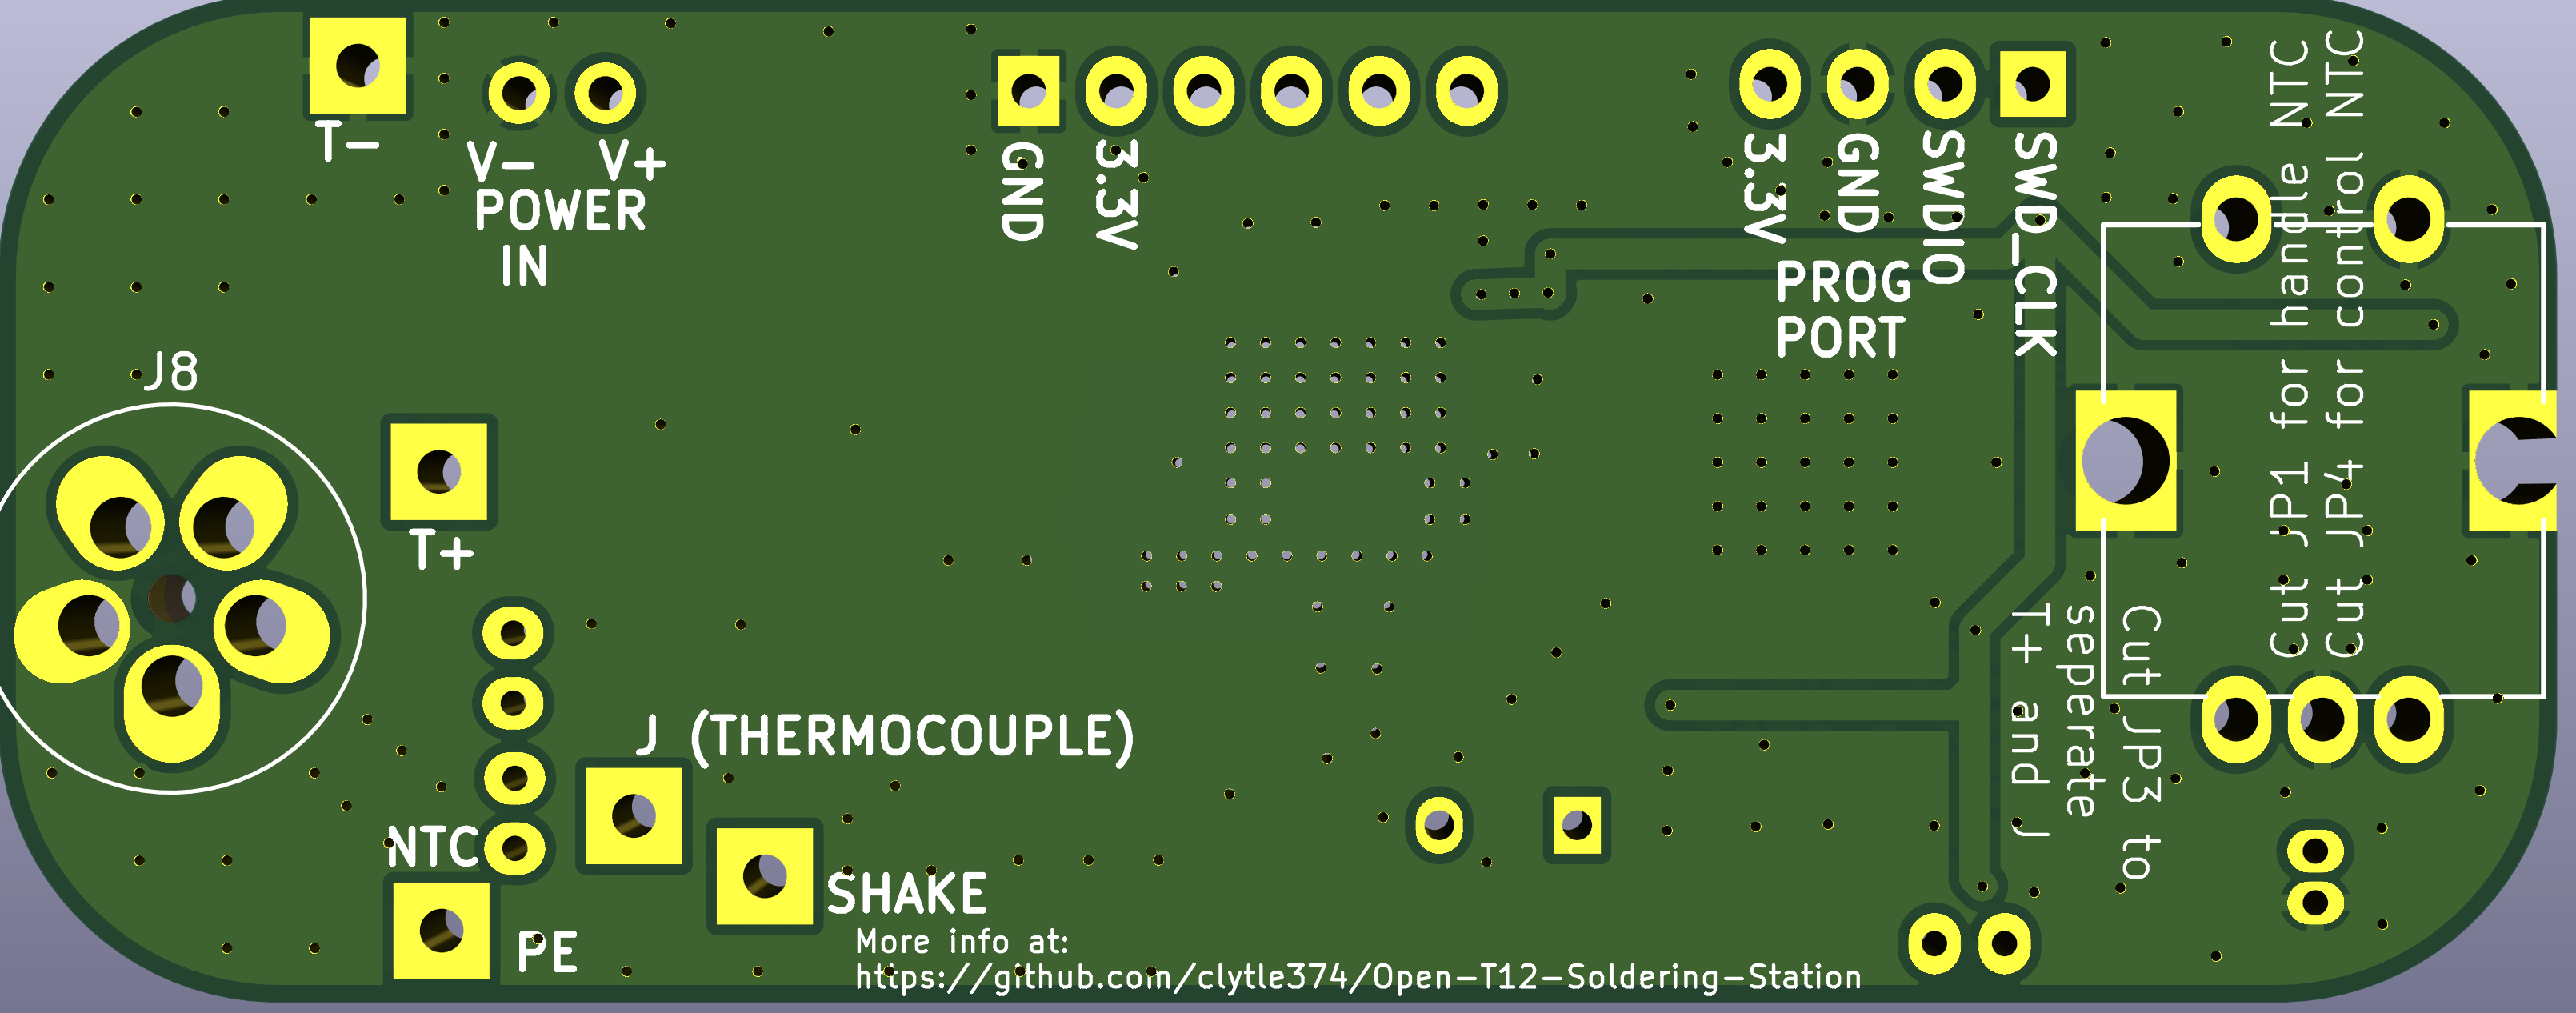 T-
V- V+
POWER
IN
GND
3.3V
3.3V
GND
SWDIO
SWD_CLK
PROG
PORT
Cut JP1 for handle NTC
Cut JP4 for control NTC
J8
T+
Cut JP3 to
seperate
T+ and J
J (THERMOCOUPLE)
NTC
SHAKE
PE
More info at:
https://github.com/clytle374/Open-T12-Soldering-Station